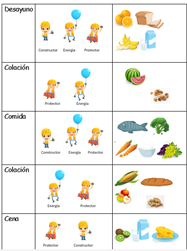 Desayuno
Constructor Energía Protector
Colación
Protector Energía
Comida
Constructor Energía Protector
Colación
Energía Protector
Cena
Protector Constructor